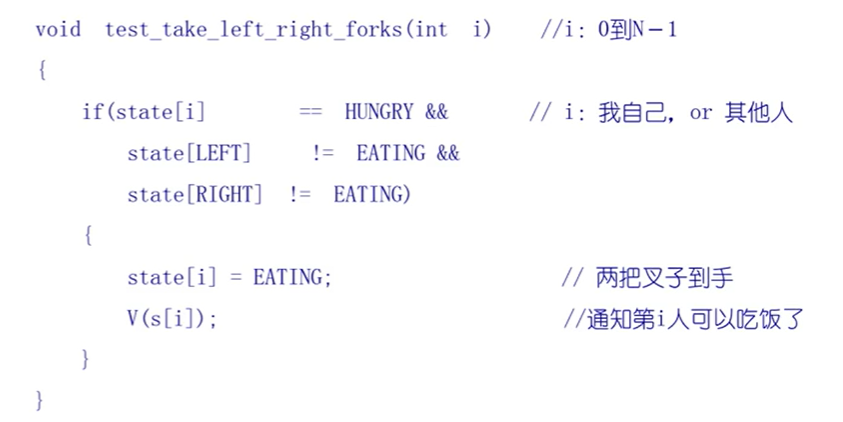 void test_take_left_right_forks(int i) //i: 0到N-1
{
if(state[i] == HUNGRY && // i: 我自己, or 其他人
state[LEFT] != EATING &&
state[RIGHT] != EATING)
{
state[i] = EATING; // 两把叉子到手
V(s[i]); //通知第i人可以吃饭了
}
}